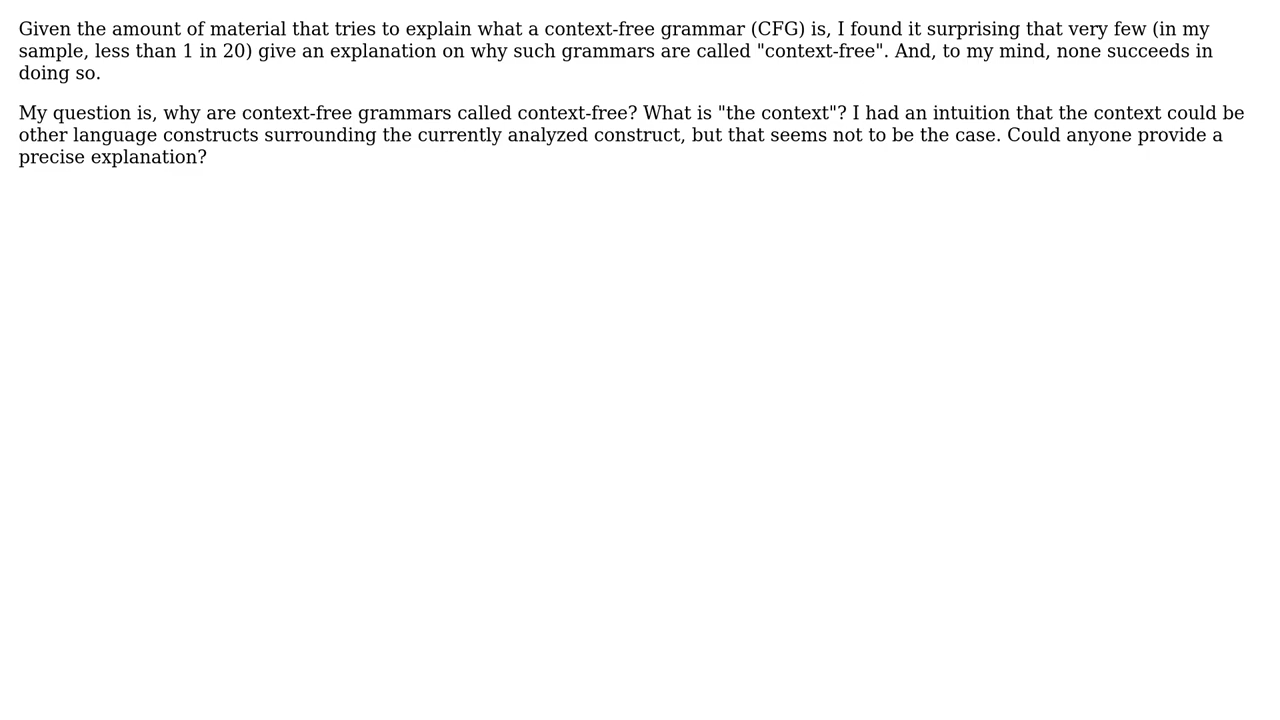 Given the amount of material that tries to explain what a context-free grammar (CFG) is, I found it surprising that very few (in my
sample, less than 1 in 20) give an explanation on why such grammars are called "context-free". And, to my mind, none succeeds in
doing so.
My question is, why are context-free grammars called context-free? What is "the context"? I had an intuition that the context could be
other language constructs surrounding the currently analyzed construct, but that seems not to be the case. Could anyone provide a
precise explanation?